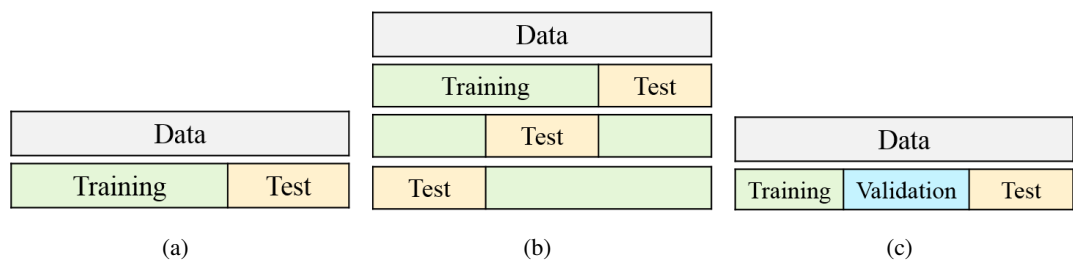 Data
Training Test
(a)
Data
Training Test
Test
Test
(b)
Data
Training Validation Test
(c)